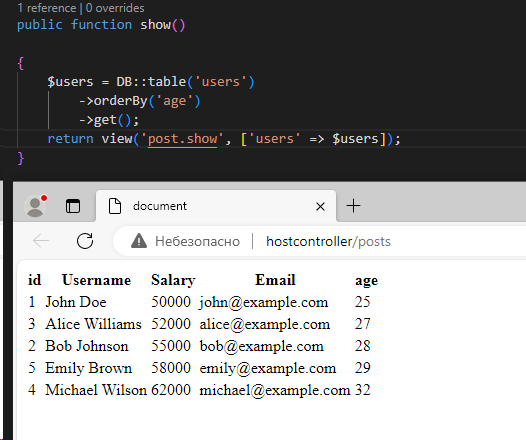 1 reference | 0 overrides
public function show()
{
$users = DB::table('users')
->orderBy('age')
->get();
return view('post.show', ['users' => $users]);
}
document
Небезопасно hostcontroller/posts
id Username Salary Email age
1 John Doe 50000 john@example.com 25
3 Alice Williams 52000 alice@example.com 27
2 Bob Johnson 55000 bob@example.com 28
5 Emily Brown 58000 emily@example.com 29
4 Michael Wilson 62000 michael@example.com 32